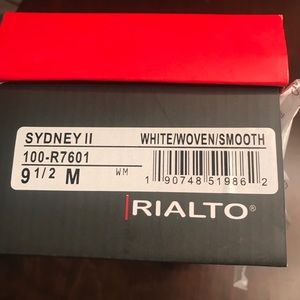 SYDNEY II WHITE/WOVEN/SMOOTH
100-R7601
9 1/2 M WM 1 90748 51986 2
RIALTO®